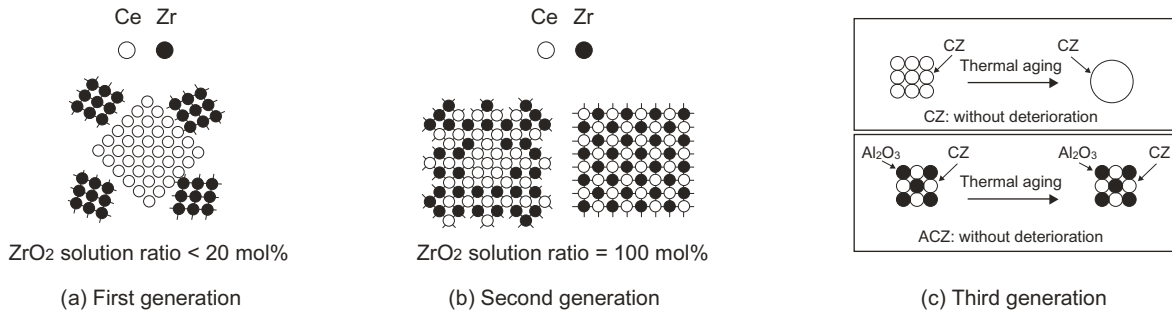 Ce Zr
ZrO2 solution ratio < 20 mol%
(a) First generation
Ce Zr
ZrO2 solution ratio = 100 mol%
(b) Second generation
CZ
Thermal aging
CZ
CZ: without deterioration
Al2O3
CZ
Thermal aging
Al2O3
CZ
ACZ: without deterioration
(c) Third generation